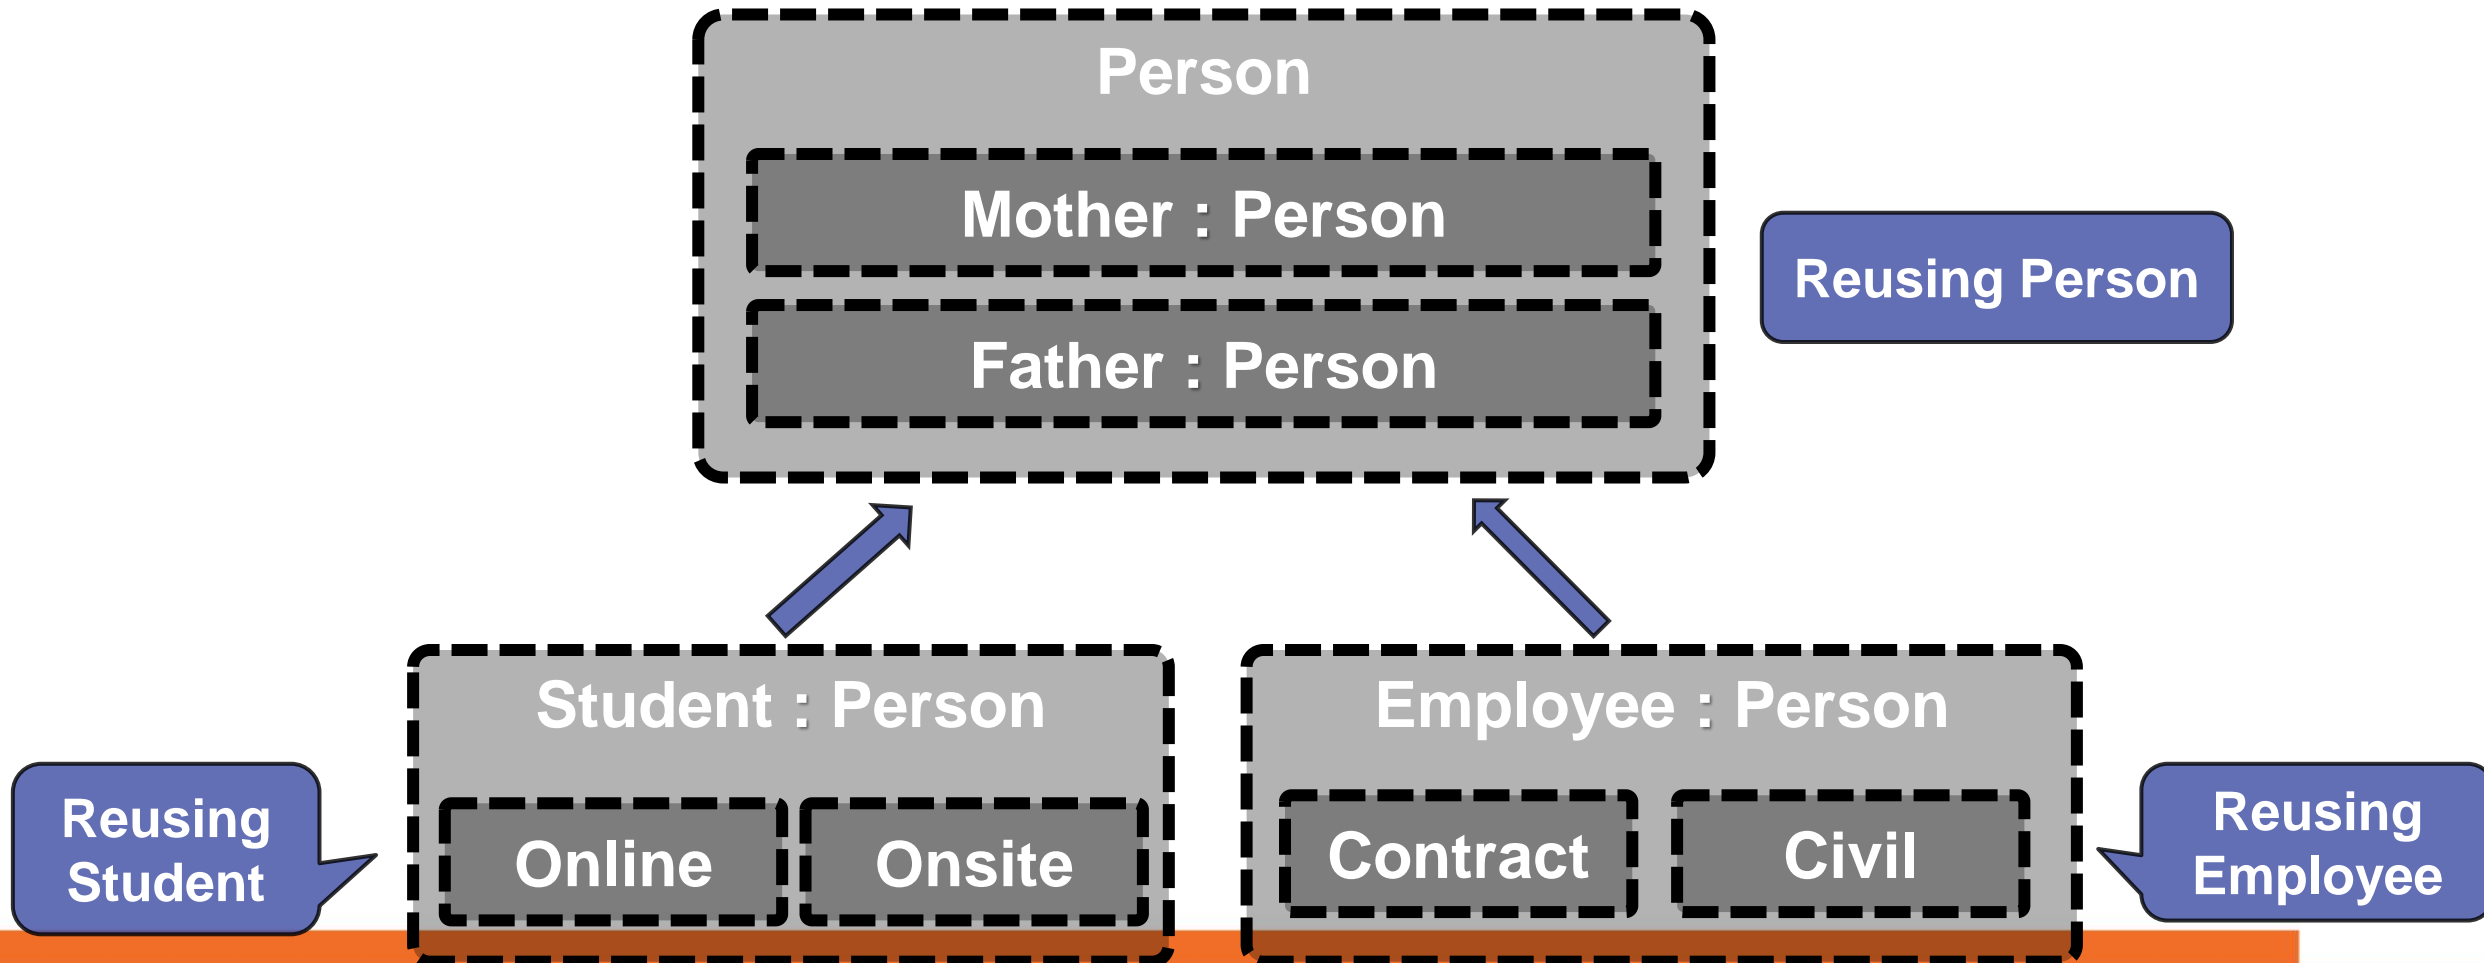 Person
Mother : Person
Father : Person
Reusing Person
Student : Person
Employee : Person
Reusing
Student
Online
Onsite
Contract
Civil
Reusing
Employee